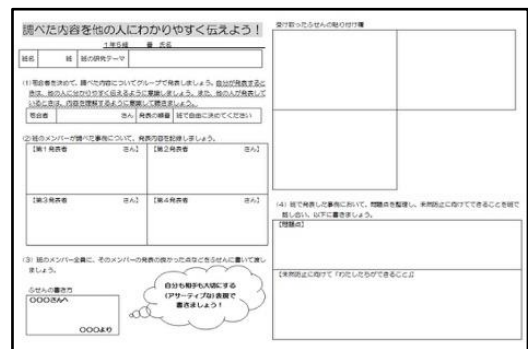 調べた内容を他の人にわかりやすく伝えよう！
1年5組　　番 氏名
班名　　班　班の研究テーマ
(1)司会者を決めて、調べた内容についてグループで発表しましょう。自分が発表すると
きは、他の人に分かりやすく伝えるように意識しましょう。また、他の人が発表して
いるときは、内容を理解するように意識して聴きましょう。
司会者　　さん　発表の順番　班で自由に決めてください
(2)班のメンバーが調べた事例について、発表内容を記録しましょう。
【第1発表者　　さん】　【第2発表者　　さん】
【第3発表者　　さん】　【第4発表者　　さん】
(3) 班のメンバー全員に、そのメンバーの発表の良かった点などをふせんに書いて渡し
ましょう。
ふせんの書き方
〇〇〇さんへ
〇〇〇より
自分も相手も大切にする
(アサーティブな)表現で
書きましょう！
受け取ったふせんの貼り付け欄
(4) 班で発表した事例において、問題点を整理し、未然防止に向けてできることを班で
話し合い、以下に書きましょう。
【問題点】
【未然防止に向けて「わたしたちができること」】